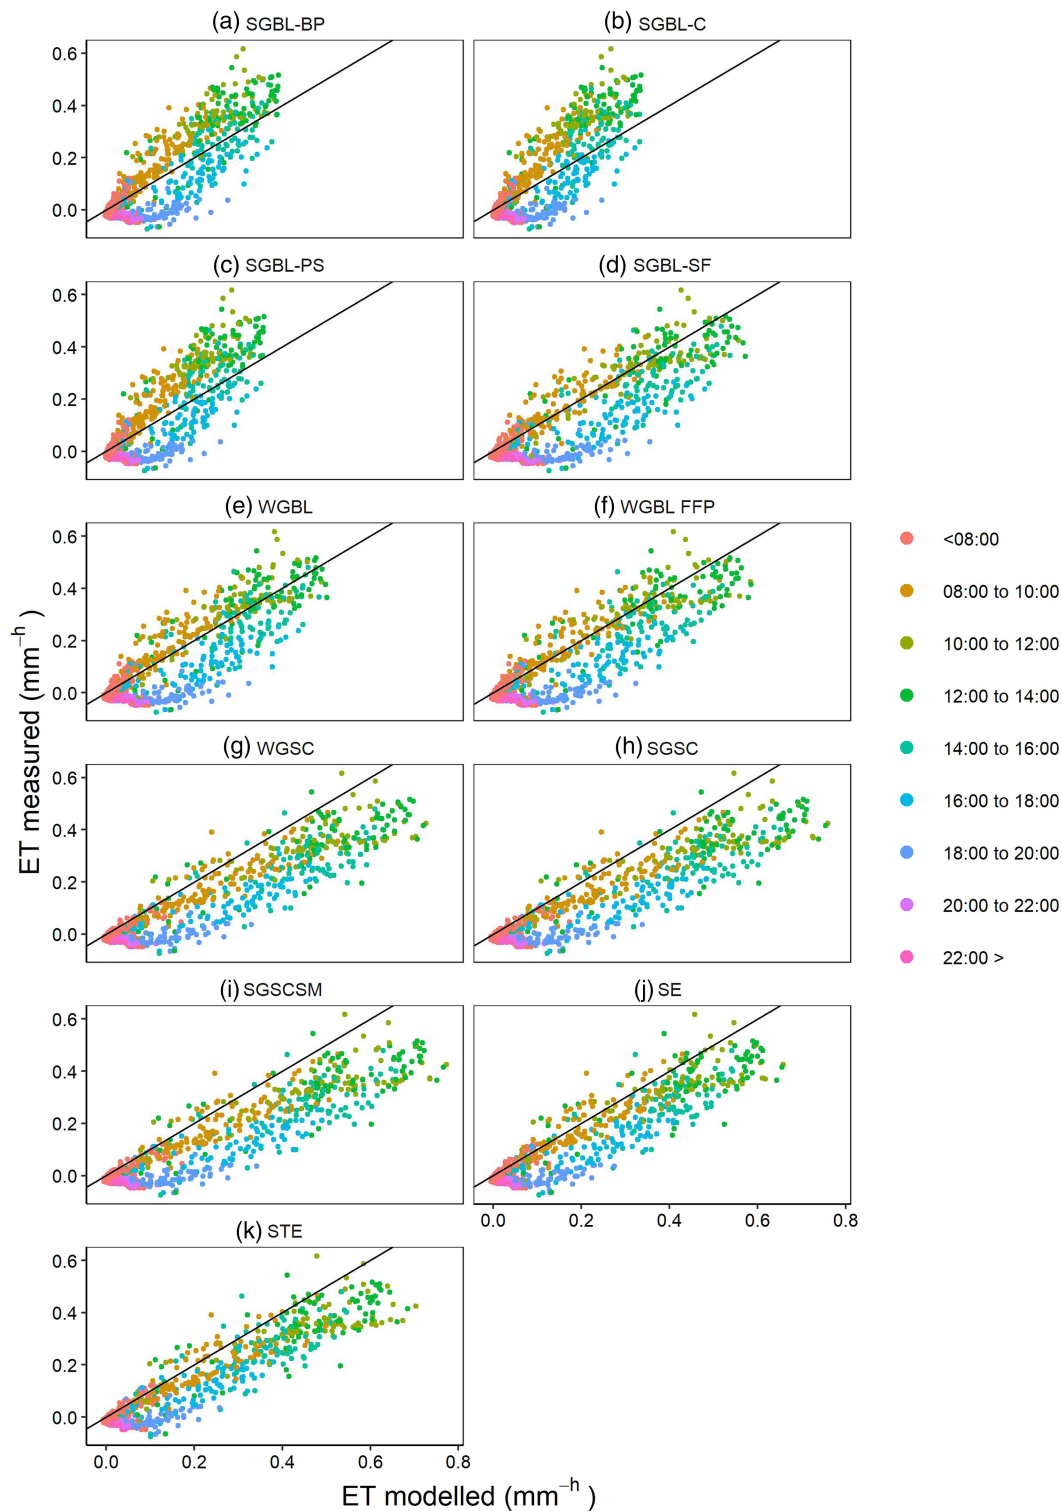 (a) SGBL-BP
(b) SGBL-C
0.6
0.4
0.2
0.0
(c) SGBL-PS
(d) SGBL-SF
0.6
0.4
0.2
0.0
(e) WGBL
(f) WGBL FFP
0.6
0.4
0.2
0.0
(g) WGSC
(h) SGSC
0.6
0.4
0.2
0.0
(i) SGSCSM
(j) SE
0.6
0.4
0.2
0.0
0.0 0.2 0.4 0.6 0.8
(k) STE
0.6
0.4
0.2
0.0
0.0 0.2 0.4 0.6 0.8
ET measured (mm⁻ʰ)
ET modelled (mm⁻ʰ)
<08:00
08:00 to 10:00
10:00 to 12:00
12:00 to 14:00
14:00 to 16:00
16:00 to 18:00
18:00 to 20:00
20:00 to 22:00
22:00 >